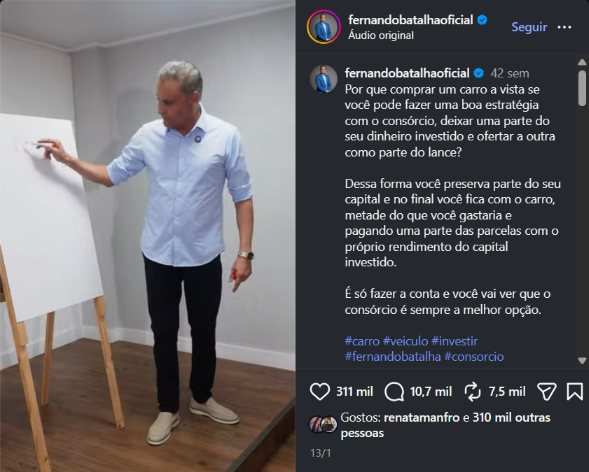 fernandobatalhaoficial
Áudio original
Seguir
fernandobatalhaoficial 42 sem
Por que comprar um carro a vista se
você pode fazer uma boa estratégia
com o consórcio, deixar uma parte do
seu dinheiro investido e ofertar a outra
como parte do lance?
Dessa forma você preserva parte do seu
capital e no final você fica com o carro,
metade do que você gastaria e
pagando uma parte das parcelas com o
próprio rendimento do capital
investido.
É só fazer a conta e você vai ver que o
consórcio é sempre a melhor opção.
#carro #veiculo #investir
#fernandobatalha #consorcio
311 mil 10,7 mil 7,5 mil
Gostos: renatamanfro e 310 mil outras
pessoas
13/1